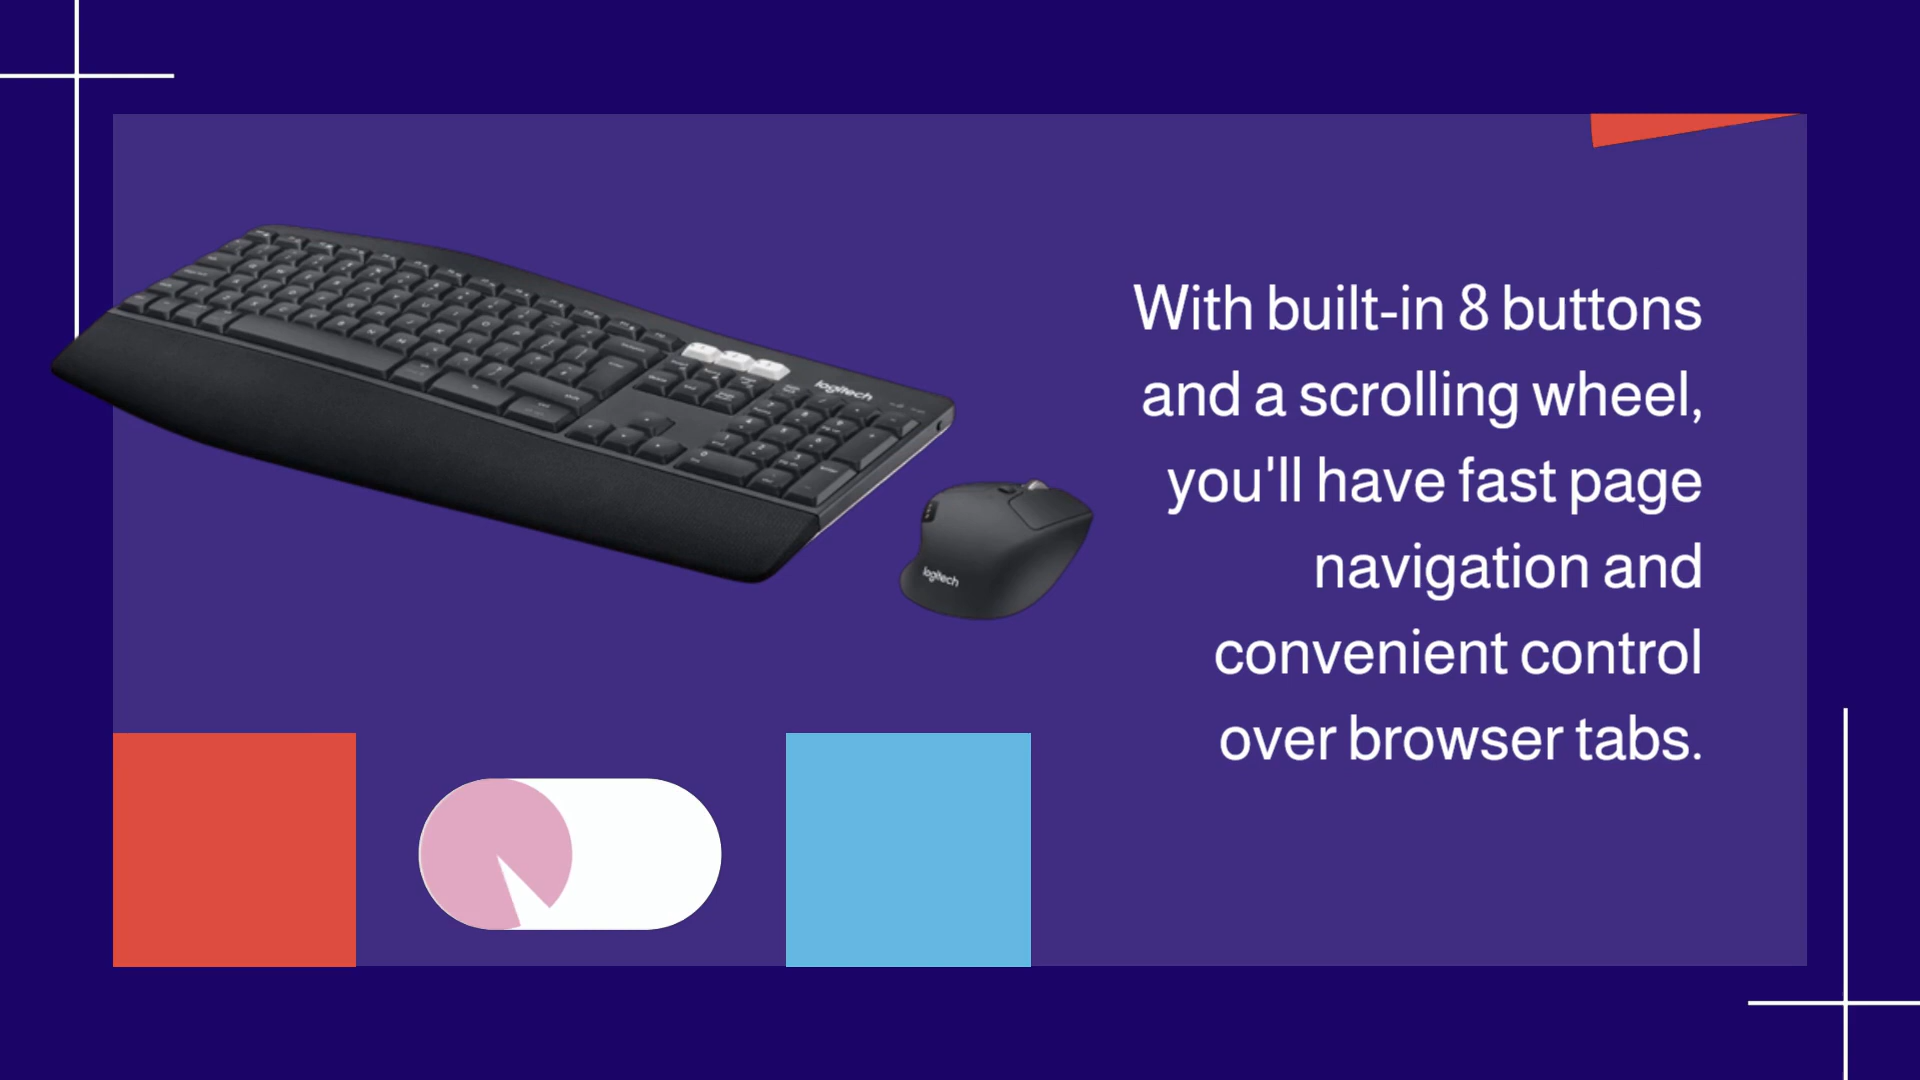 logitech
logitech
With built-in 8 buttons
and a scrolling wheel,
you'll have fast page
navigation and
convenient control
over browser tabs.